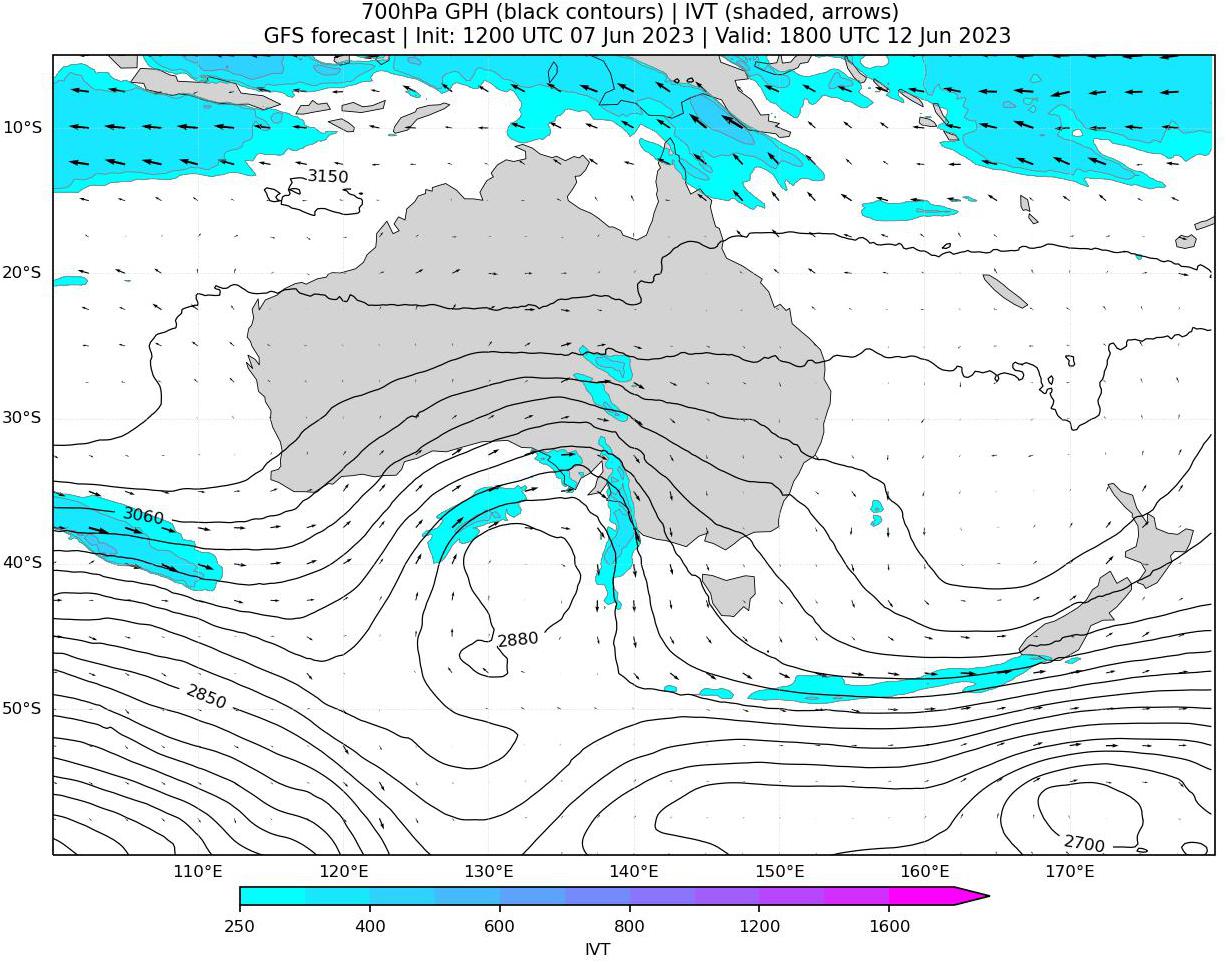 700hPa GPH (black contours) | IVT (shaded, arrows)
GFS forecast | Init: 1200 UTC 07 Jun 2023 | Valid: 1800 UTC 12 Jun 2023
10°S
3150
20°S
30°S
3060
40°S
2880
2850
50°S
2700
110°E 120°E 130°E 140°E 150°E 160°E 170°E
250 400 600 800 1200 1600
IVT